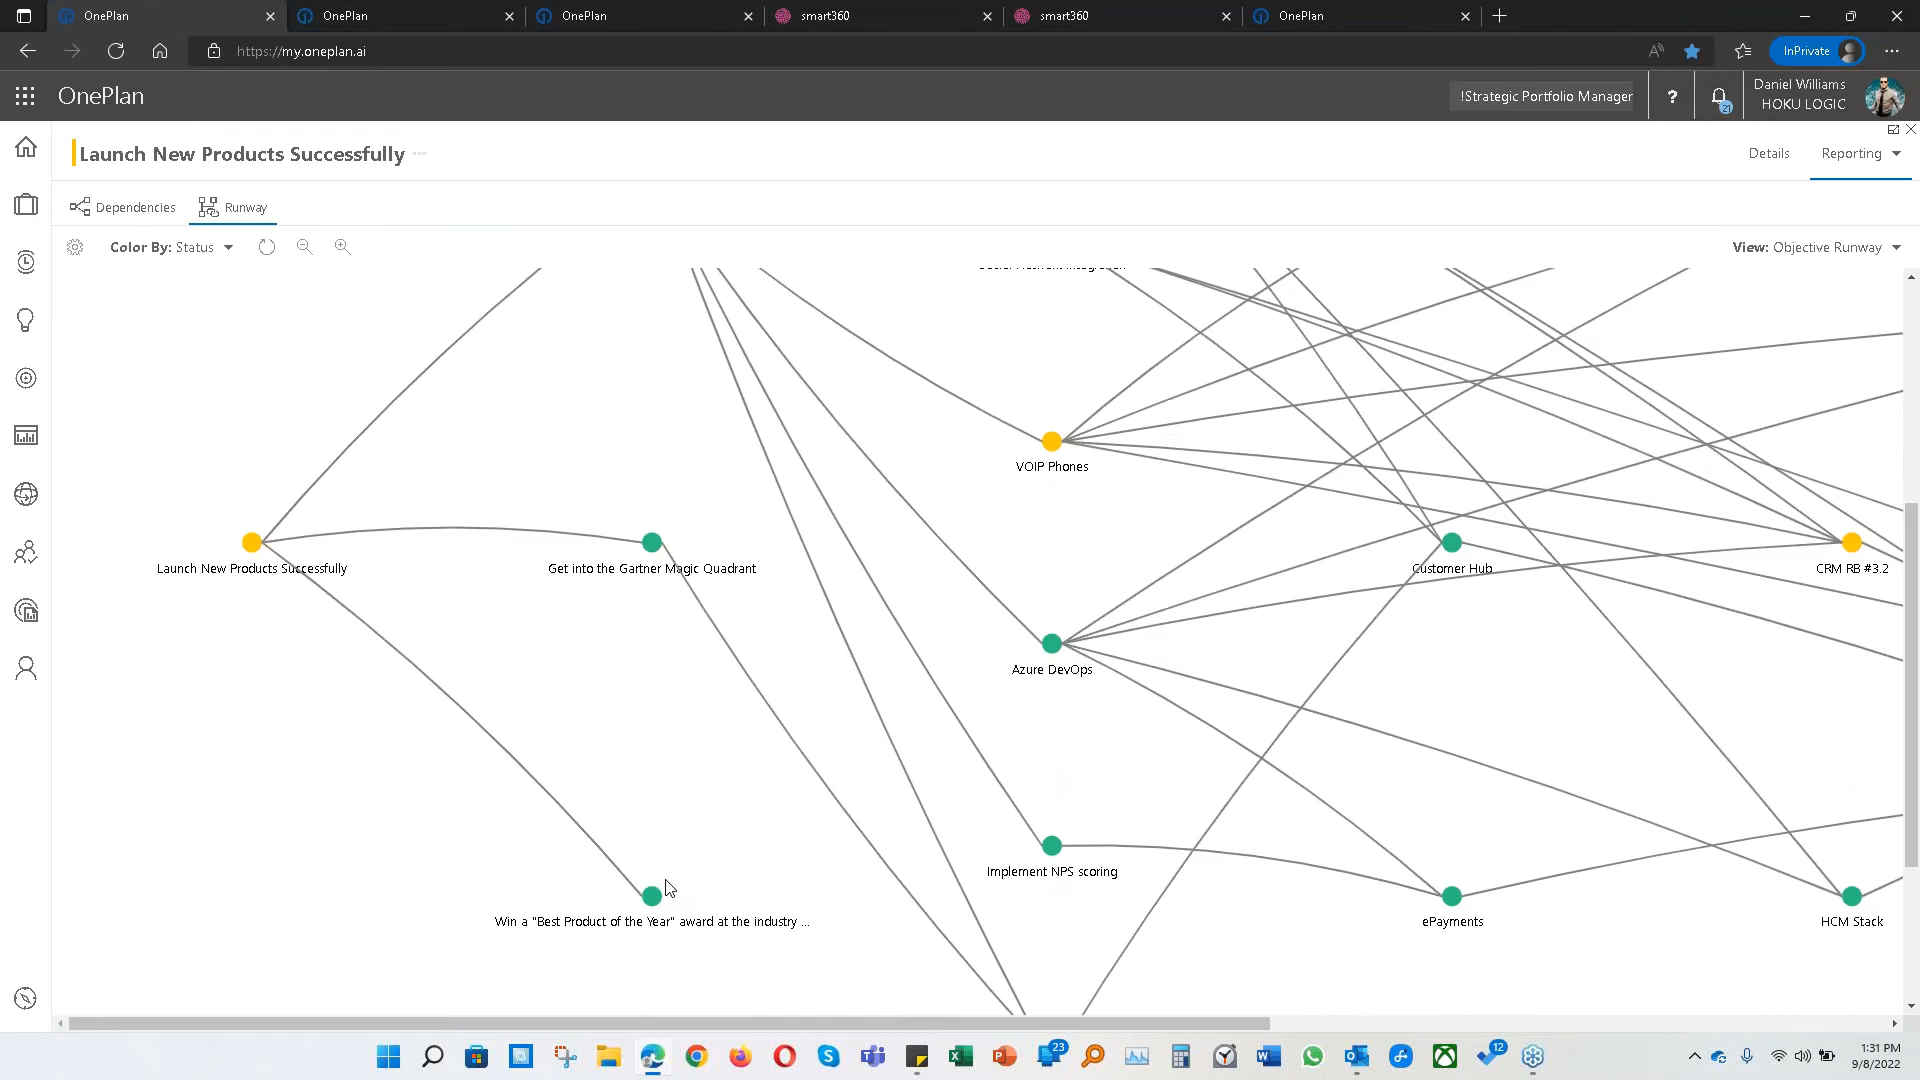 OnePlan
OnePlan
OnePlan
smart360
smart360
OnePlan
https://my.oneplan.ai
InPrivate
OnePlan
!Strategic Portfolio Manager
?
21
Daniel Williams
HOKU LOGIC
Launch New Products Successfully
Details
Reporting
Dependencies
Runway
Color By: Status
View: Objective Runway
VOIP Phones
Launch New Products Successfully
Get into the Gartner Magic Quadrant
Customer Hub
CRM RB #3.2
Azure DevOps
Implement NPS scoring
Win a "Best Product of the Year" award at the industry ...
ePayments
HCM Stack
23
12
1:31 PM
9/8/2022